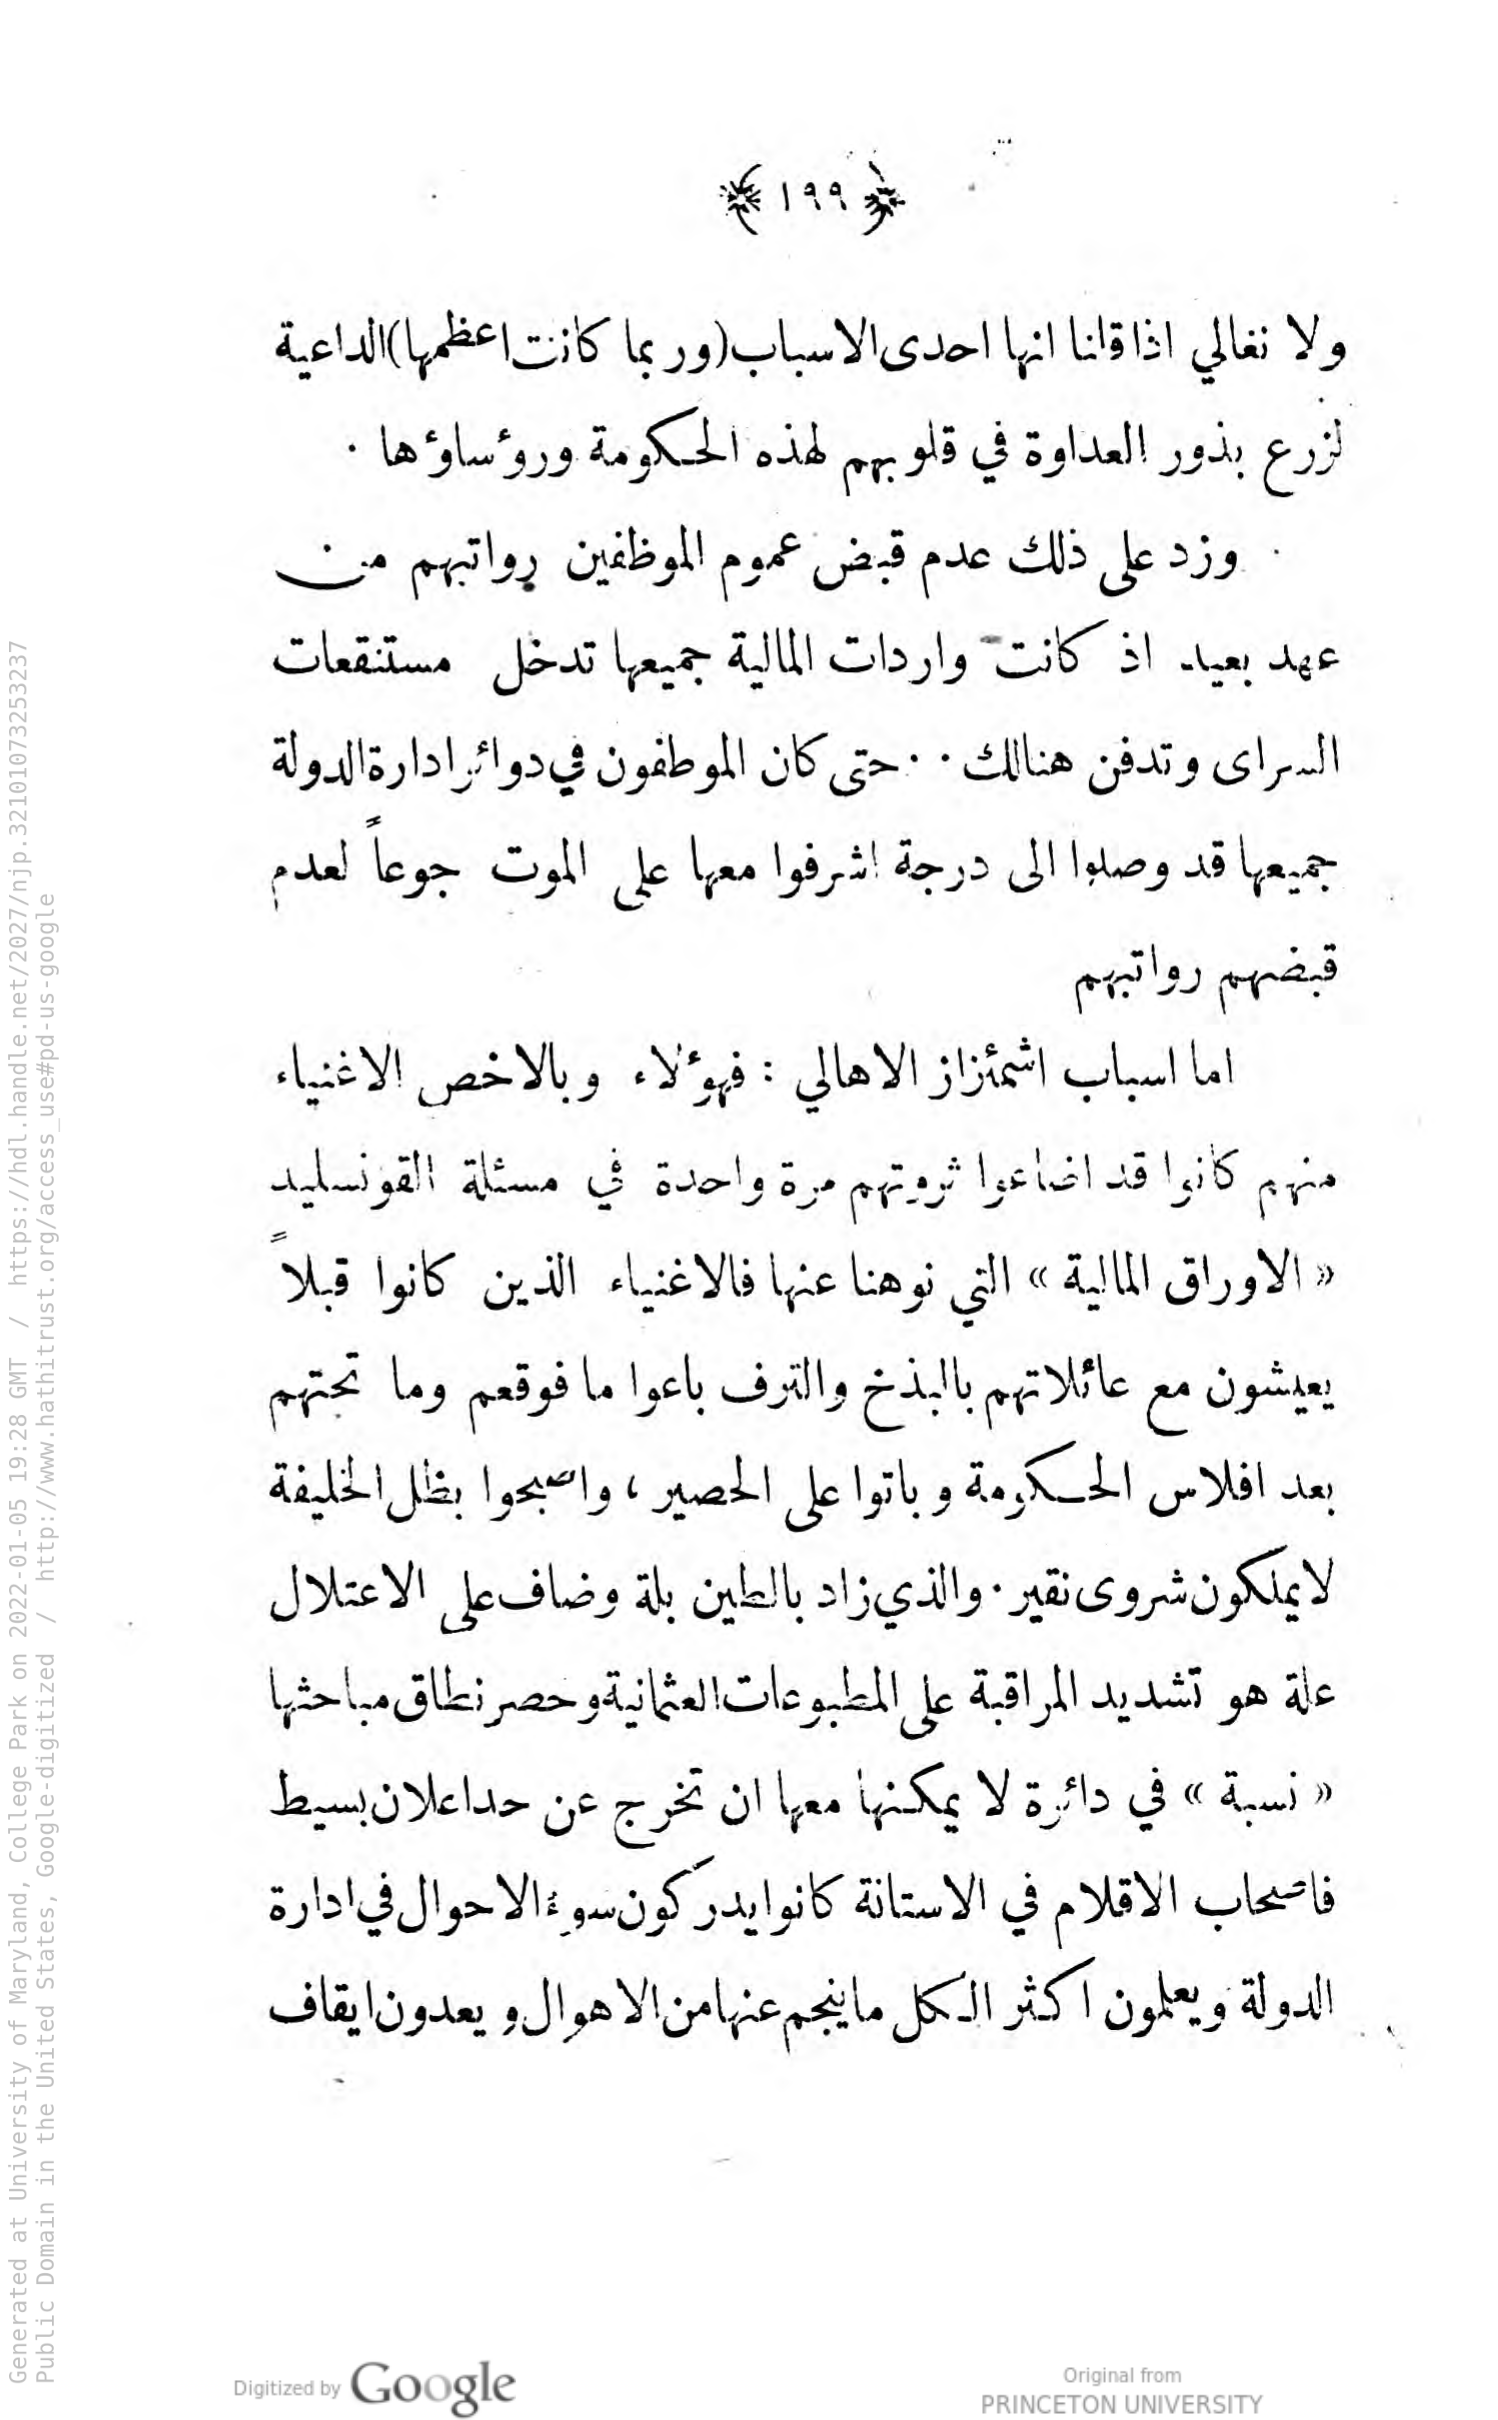 ﴿ ١٩٩ ﴾
ولا نغالي اذا قلنا انها احدى الاسباب (وربما كانت اعظمها) الداعية
لزرع بذور العداوة في قلوبهم لهذه الحكومة ورؤساؤها ·
وزد على ذلك عدم قبض عموم الموظفين رواتبهم من
عهد بعيد اذ كانت واردات المالية جميعها تدخل مستنقعات
السراى وتدفن هنالك · · حتى كان الموظفون في دوائر ادارة الدولة
جميعها قد وصلوا الى درجة اشرفوا معها على الموت جوعاً لعدم
قبضهم رواتبهم
اما اسباب اشمئزاز الاهالي : فهؤلاء وبالاخص الاغنياء
منهم كانوا قد اضاعوا ثروتهم مرة واحدة في مسئلة القونسليد
« الاوراق المالية » التي نوهنا عنها فالاغنياء الذين كانوا قبلاً
يعيشون مع عائلاتهم بالبذخ والترف باعوا ما فوقهم وما تحتهم
بعد افلاس الحكومة وباتوا على الحصير ، واصبحوا بظل الخليفة
لا يملكون شروى نقير · والذي زاد بالطين بلة وضاف على الاعتلال
علة هو تشديد المراقبة على المطبوعات العثمانية وحصر نطاق مباحثها
« نسبة » في دائرة لا يمكنها معها ان تخرج عن حد اعلان بسيط
فاصحاب الاقلام في الاستانة كانوا يدركون سوء الاحوال في ادارة
الدولة ويعلمون اكثر الكل ما ينجم عنها من الاهوال ويعدون ايقاف
Generated at University of Maryland, College Park on 2022-01-05 19:28 GMT / https://hdl.handle.net/2027/njp.32101073253237
Public Domain in the United States, Google-digitized / http://www.hathitrust.org/access_use#pd-us-google
Digitized by Google
Original from
PRINCETON UNIVERSITY